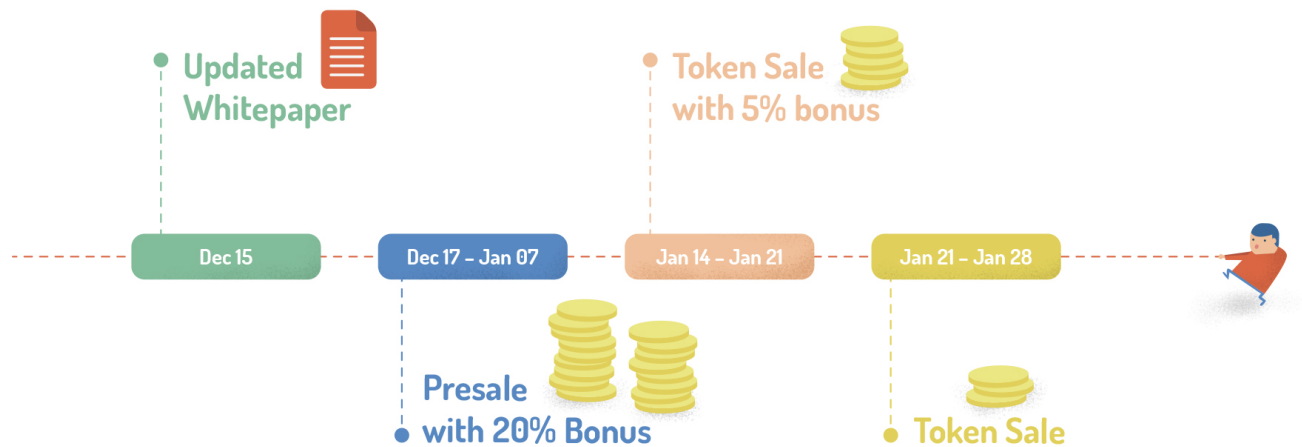 Updated
Whitepaper
Token Sale
with 5% bonus
Dec 15
Dec 17 – Jan 07
Jan 14 – Jan 21
Jan 21 – Jan 28
Presale
with 20% Bonus
Token Sale